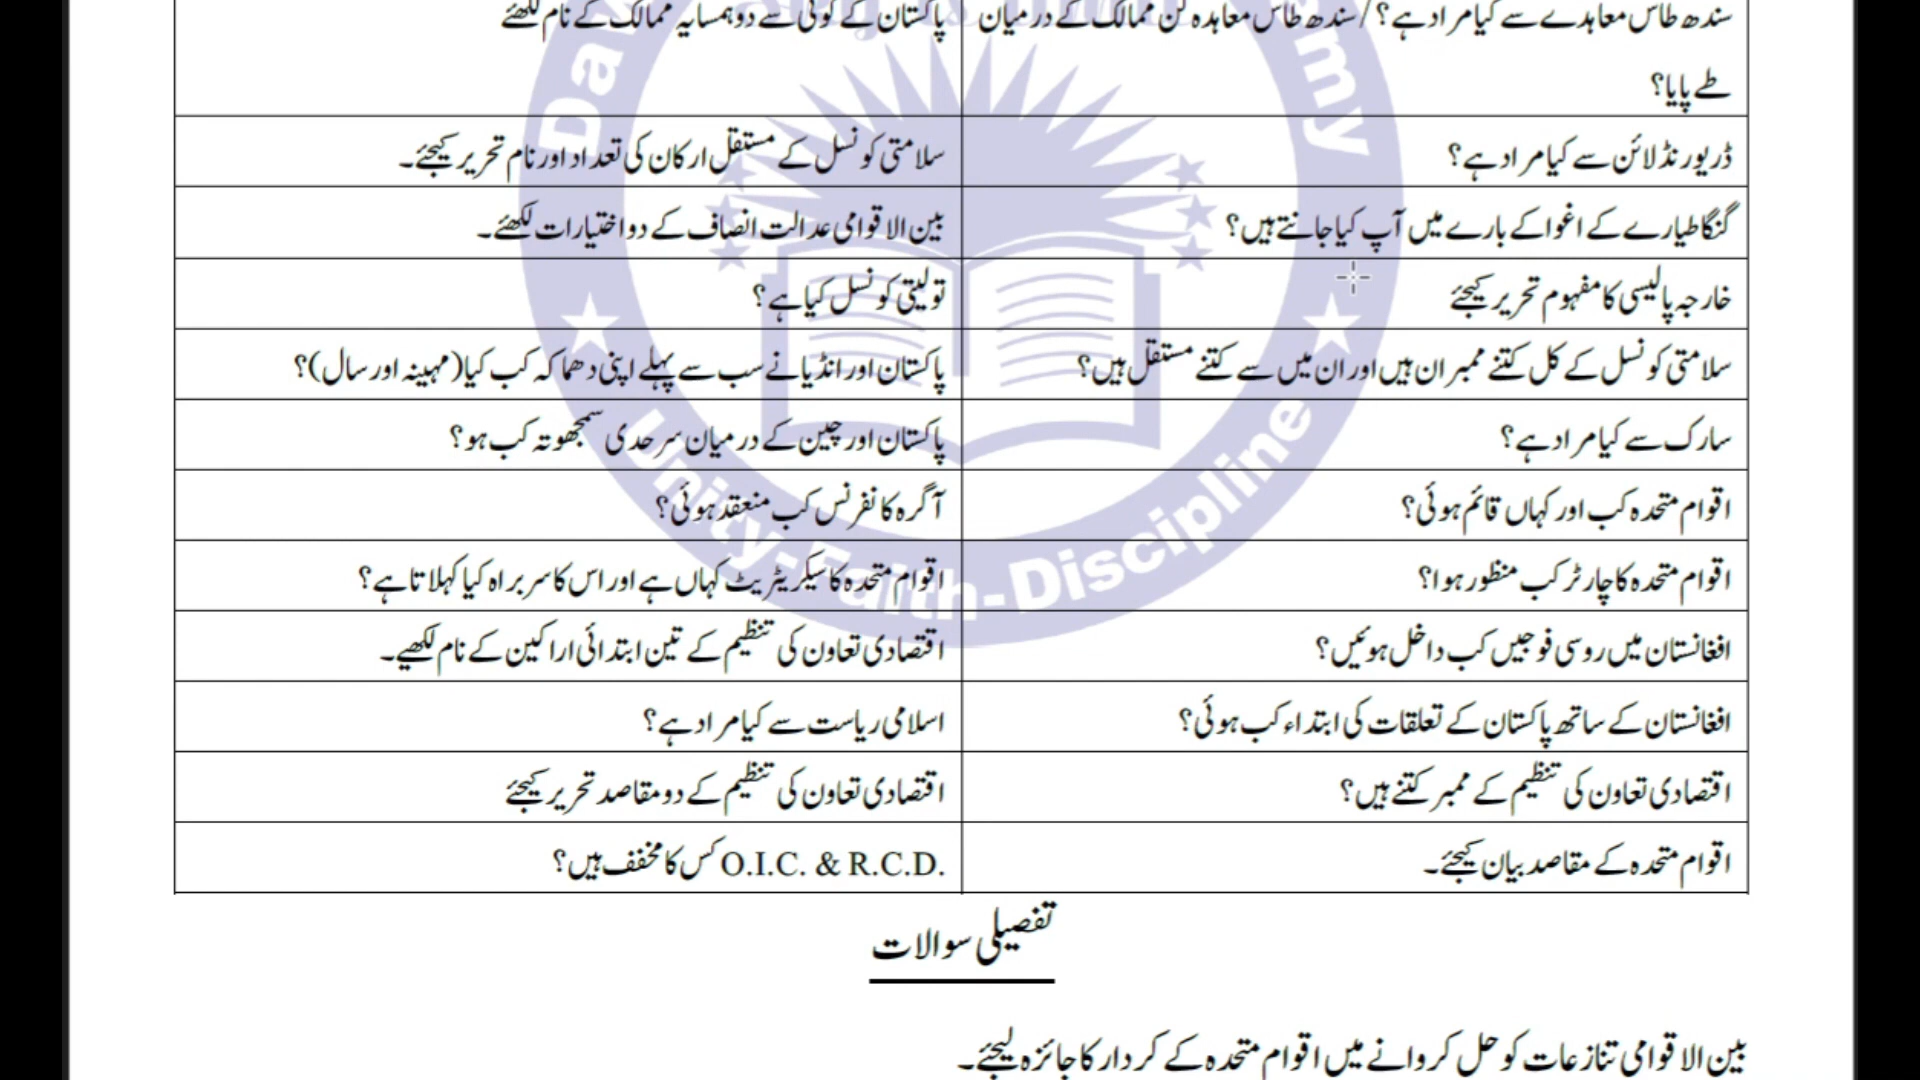 سندھ طاس معاہدے سے کیا مراد ہے؟ / سندھ طاس معاہدہ کن ممالک کے درمیان
طے پایا؟
پاکستان کے کوئی سے دو ہمسایہ ممالک کے نام لکھئے
ڈریورنڈ لائن سے کیا مراد ہے؟
سلامتی کونسل کے مستقل ارکان کی تعداد اور نام تحریر کیجئے۔
گنگا طیارے کے اغوا کے بارے میں آپ کیا جانتے ہیں؟
بین الاقوامی عدالت انصاف کے دو اختیارات لکھئے۔
خارجہ پالیسی کا مفہوم تحریر کیجئے
تولیتی کونسل کیا ہے؟
سلامتی کونسل کے کل کتنے ممبران ہیں اور ان میں سے کتنے مستقل ہیں؟
پاکستان اور انڈیا نے سب سے پہلے اپنی دھاکہ کب کیا (مہینہ اور سال)؟
سارک سے کیا مراد ہے؟
پاکستان اور چین کے درمیان سرحدی سمجھوتہ کب ہو؟
اقوام متحدہ کب اور کہاں قائم ہوئی؟
آگرہ کانفرنس کب منعقد ہوئی؟
اقوام متحدہ کا چارٹر کب منظور ہوا؟
اقوام متحدہ کا سیکریٹریٹ کہاں ہے اور اس کا سربراہ کیا کہلاتا ہے؟
افغانستان میں روسی فوجیں کب داخل ہوئیں؟
اقتصادی تعاون کی تنظیم کے تین ابتدائی اراکین کے نام لکھیے۔
افغانستان کے ساتھ پاکستان کے تعلقات کی ابتداء کب ہوئی؟
اسلامی ریاست سے کیا مراد ہے؟
اقتصادی تعاون کی تنظیم کے ممبر کتنے ہیں؟
اقتصادی تعاون کی تنظیم کے دو مقاصد تحریر کیجئے
اقوام متحدہ کے مقاصد بیان کیجئے۔
O.I.C. & R.C.D. کس کا مخفف ہیں؟
تفصیلی سوالات
بین الاقوامی تنازعات کو حل کروانے میں اقوام متحدہ کے کردار کا جائزہ لیجئے۔
Unity-Faith-Discipline